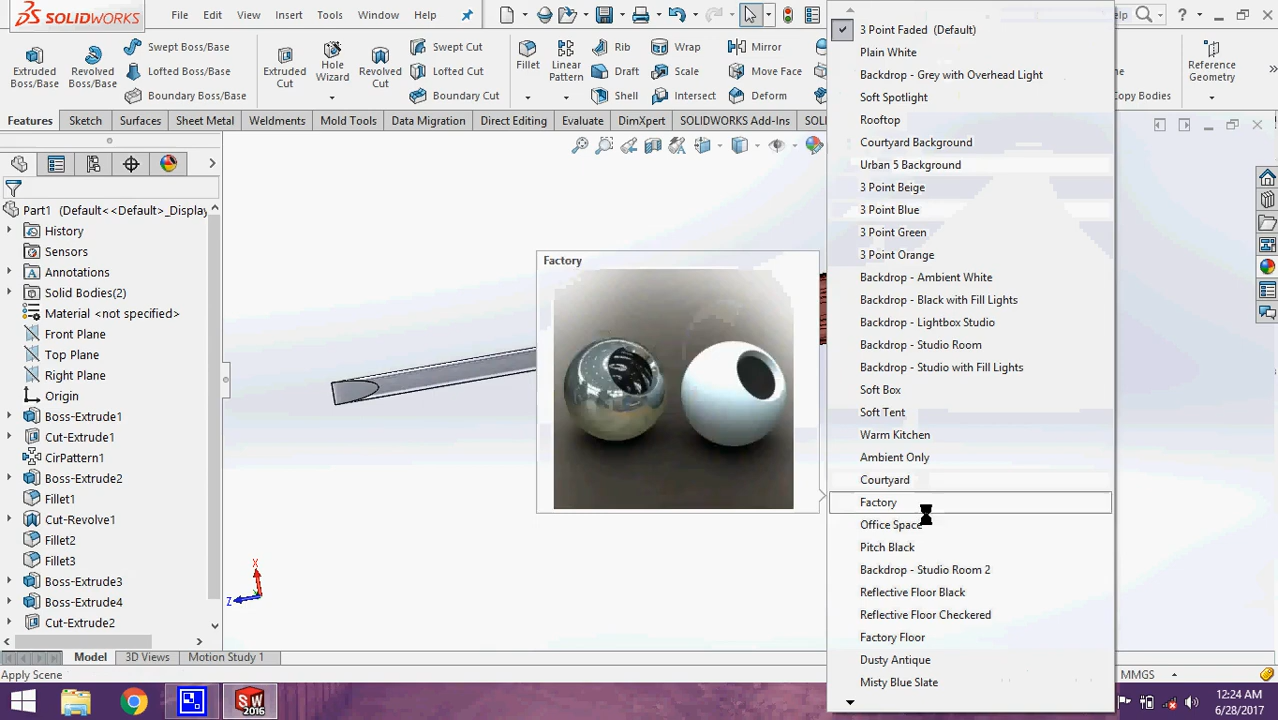 SOLIDWORKS File Edit View Insert Tools Window Help elp ?
Extruded Boss/Base
Revolved Boss/Base
Swept Boss/Base
Lofted Boss/Base
Boundary Boss/Base
Extruded Cut
Hole Wizard
Revolved Cut
Swept Cut
Lofted Cut
Boundary Cut
Fillet
Linear Pattern
Rib
Draft
Shell
Wrap
Scale
Intersect
Mirror
Move Face
Deform
Copy Bodies
Reference Geometry
Features Sketch Surfaces Sheet Metal Weldments Mold Tools Data Migration Direct Editing Evaluate DimXpert SOLIDWORKS Add-Ins SOL
Part1 (Default<<Default>_Display
History
Sensors
Annotations
Solid Bodies(2)
Material <not specified>
Front Plane
Top Plane
Right Plane
Origin
Boss-Extrude1
Cut-Extrude1
CirPattern1
Boss-Extrude2
Fillet1
Cut-Revolve1
Fillet2
Fillet3
Boss-Extrude3
Boss-Extrude4
Cut-Extrude2
X
Z
Factory
3 Point Faded (Default)
Plain White
Backdrop - Grey with Overhead Light
Soft Spotlight
Rooftop
Courtyard Background
Urban 5 Background
3 Point Beige
3 Point Blue
3 Point Green
3 Point Orange
Backdrop - Ambient White
Backdrop - Black with Fill Lights
Backdrop - Lightbox Studio
Backdrop - Studio Room
Backdrop - Studio with Fill Lights
Soft Box
Soft Tent
Warm Kitchen
Ambient Only
Courtyard
Factory
Office Space
Pitch Black
Backdrop - Studio Room 2
Reflective Floor Black
Reflective Floor Checkered
Factory Floor
Dusty Antique
Misty Blue Slate
Model 3D Views Motion Study 1
Apply Scene MMGS
SW 2016
12:24 AM
6/28/2017